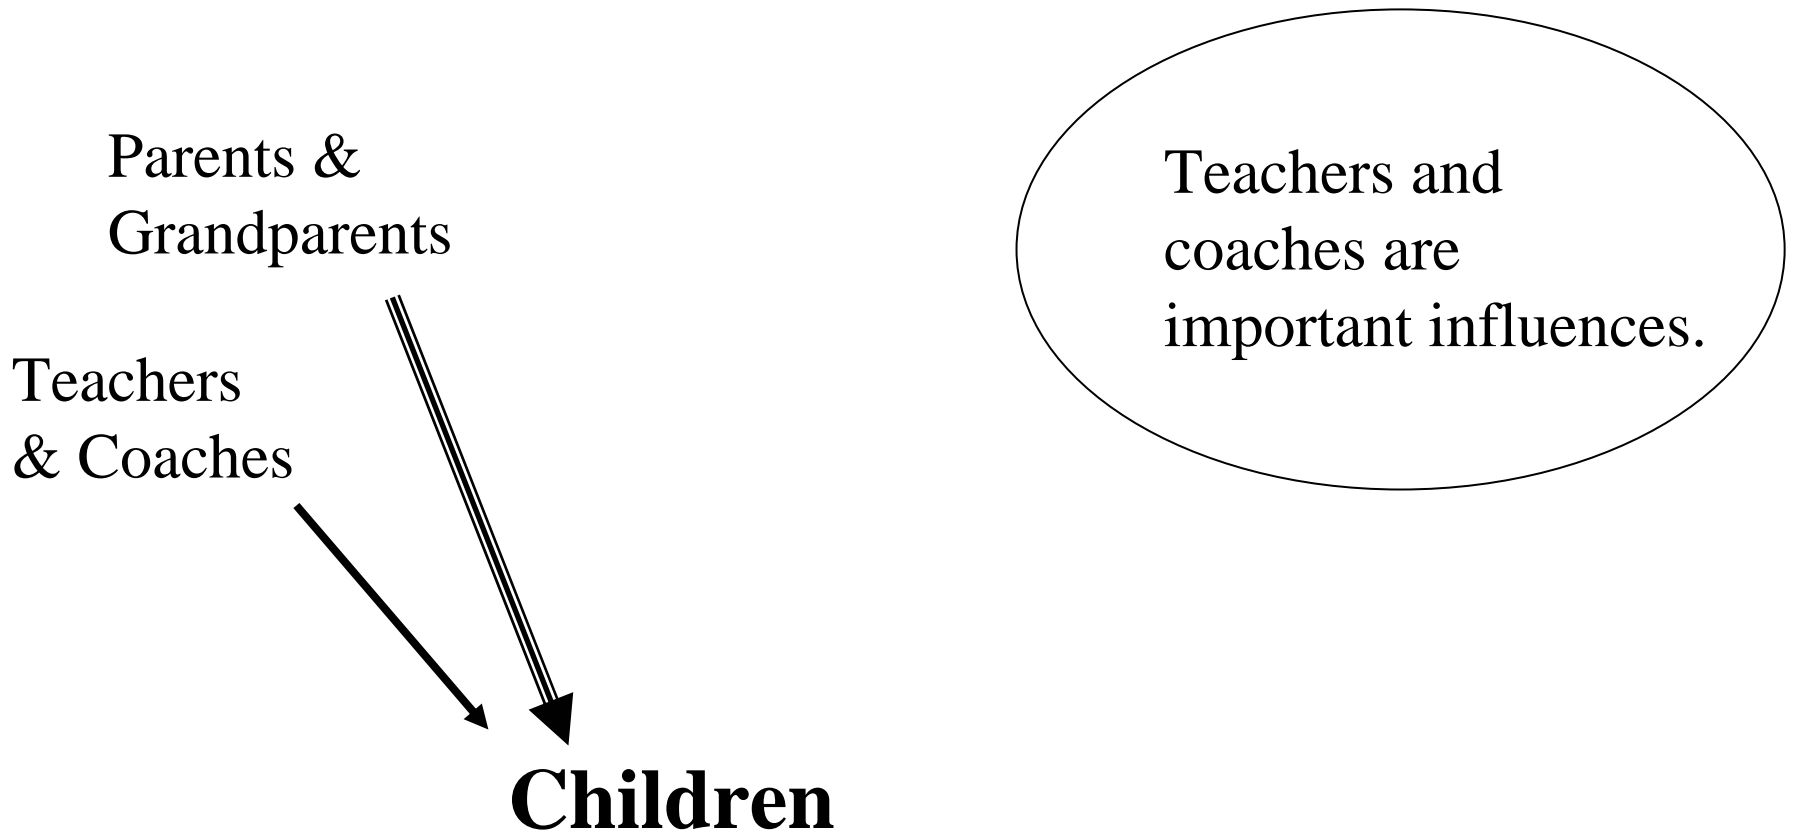 Parents &
Grandparents
Teachers
& Coaches
Teachers and
coaches are
important influences.
Children